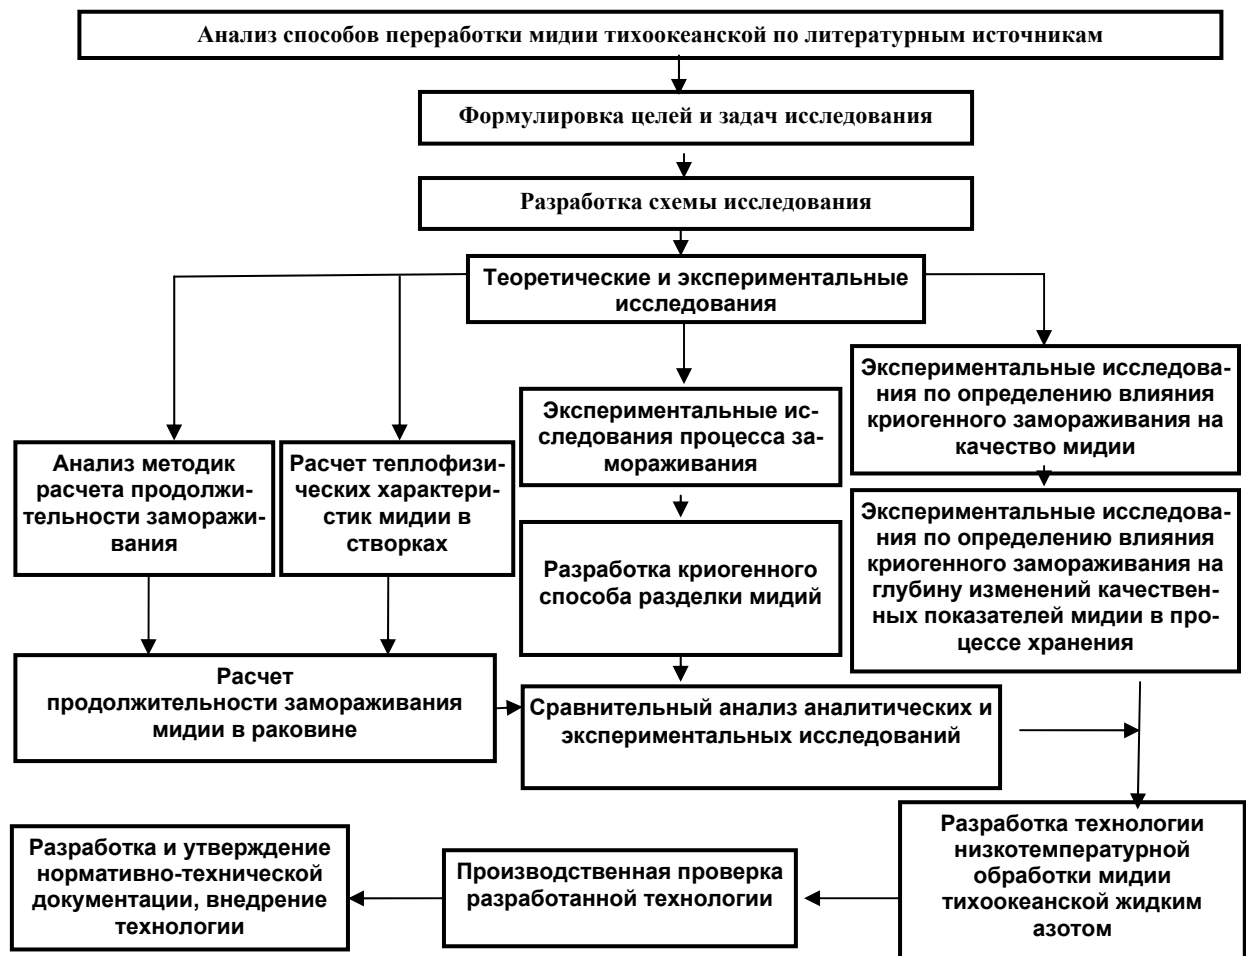 Анализ способов переработки мидии тихоокеанской по литературным источникам
Формулировка целей и задач исследования
Разработка схемы исследования
Теоретические и экспериментальные
исследования
Анализ методик
расчета продолжи-
тельности заморажи-
вания
Расчет теплофизи-
ческих характери-
стик мидии в
створках
Экспериментальные ис-
следования процесса за-
мораживания
Экспериментальные исследова-
ния по определению влияния
криогенного замораживания на
качество мидии
Разработка криогенного
способа разделки мидий
Экспериментальные исследова-
ния по определению влияния
криогенного замораживания на
глубину изменений качествен-
ных показателей мидии в про-
цессе хранения
Расчет
продолжительности замораживания
мидии в раковине
Сравнительный анализ аналитических и
экспериментальных исследований
Разработка технологии
низкотемпературной
обработки мидии
тихоокеанской жидким
азотом
Производственная проверка
разработанной технологии
Разработка и утверждение
нормативно-технической
документации, внедрение
технологии